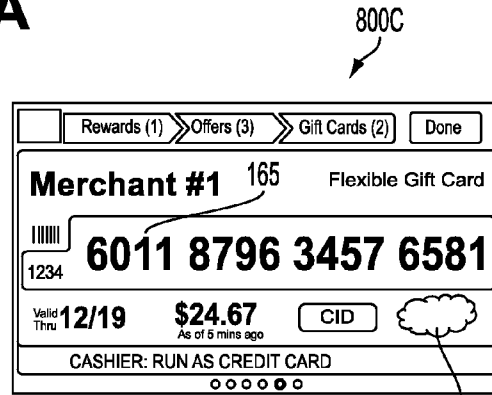 A
800C
Rewards (1) Offers (3) Gift Cards (2) Done
Merchant #1 165 Flexible Gift Card
1234 6011 8796 3457 6581
Valid Thru 12/19 $24.67 CID
As of 5 mins ago
CASHIER: RUN AS CREDIT CARD